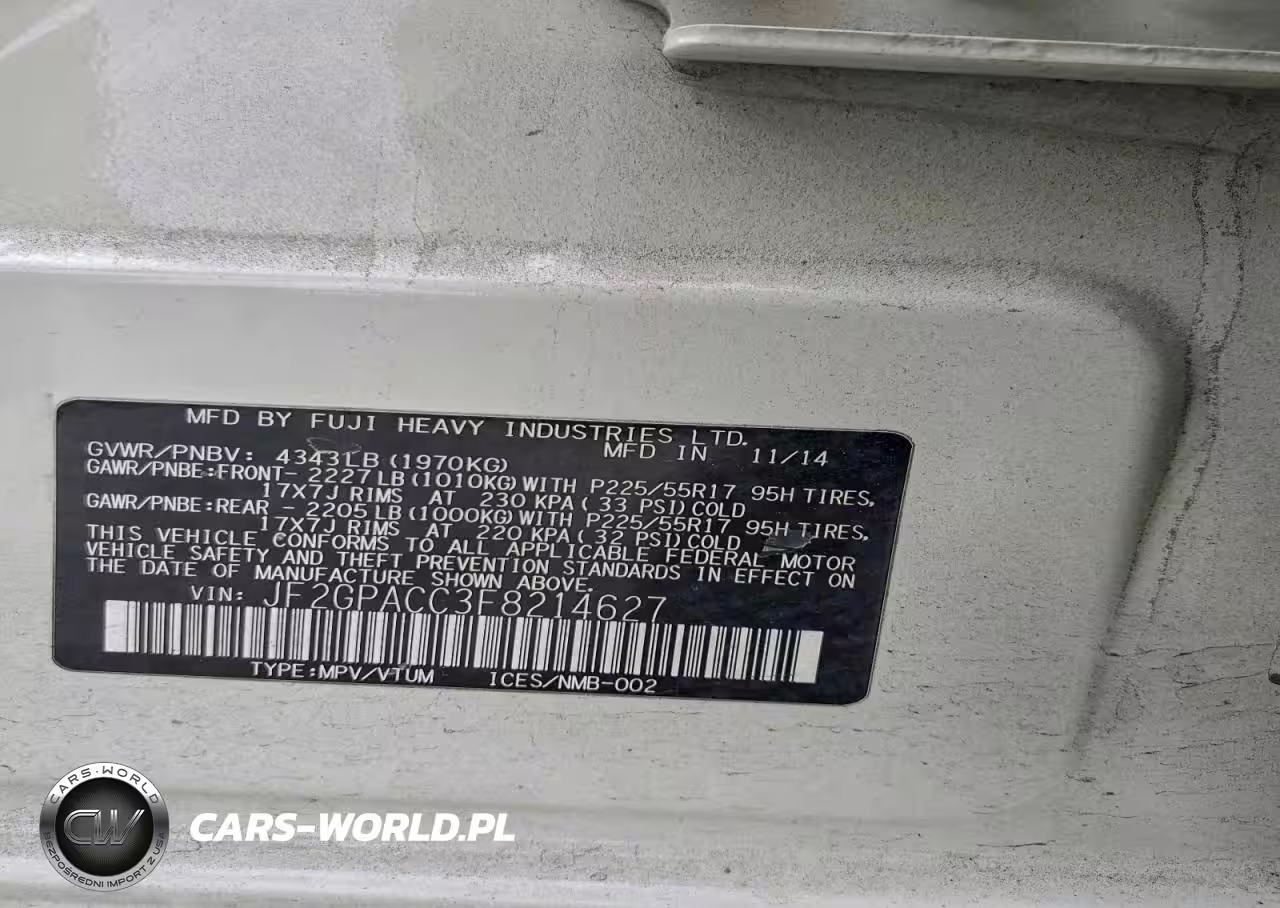 MFD BY FUJI HEAVY INDUSTRIES LTD.
GVWR/PNBV: 4343LB (1970KG) MFD IN 11/14
GAWR/PNBE:FRONT- 2227LB (1010KG) WITH P225/55R17 95H TIRES,
17X7J RIMS AT 230 KPA (33 PSI) COLD
GAWR/PNBE:REAR - 2205LB (1000KG) WITH P225/55R17 95H TIRES,
17X7J RIMS AT 220 KPA (32 PSI) COLD
THIS VEHICLE CONFORMS TO ALL APPLICABLE FEDERAL MOTOR
VEHICLE SAFETY AND THEFT PREVENTION STANDARDS IN EFFECT ON
THE DATE OF MANUFACTURE SHOWN ABOVE.
VIN: JF2GPACC3F8214627
TYPE:MPV/VTUM ICES/NMB-002
CARS-WORLD
CW
BEZPOŚREDNI IMPORT Z USA
CARS-WORLD.PL